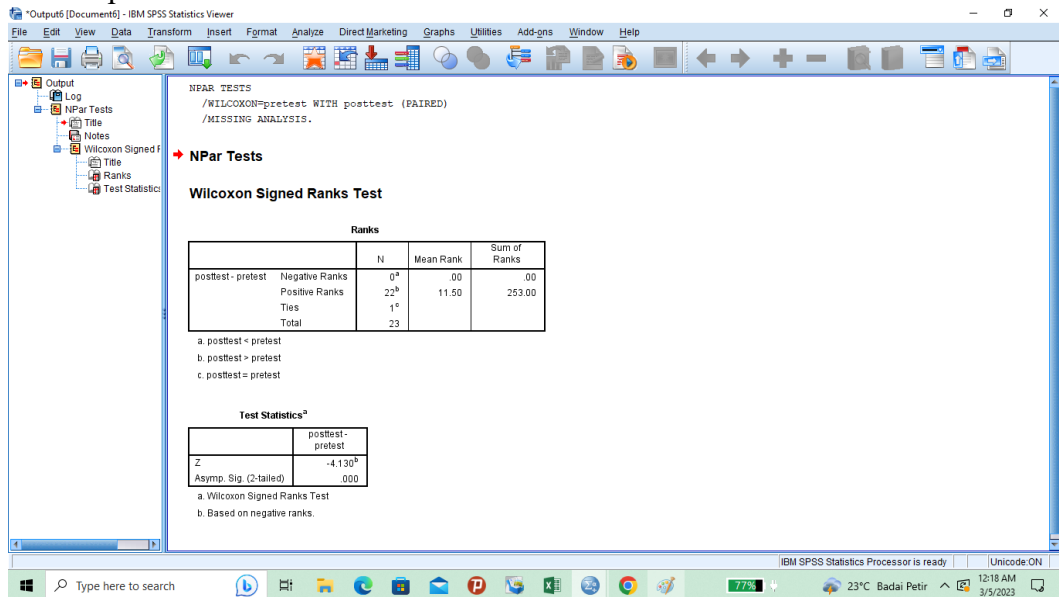 *Output6 [Document6] - IBM SPSS Statistics Viewer
File Edit View Data Transform Insert Format Analyze Direct Marketing Graphs Utilities Add-ons Window Help
Output
Log
NPar Tests
Title
Notes
Wilcoxon Signed
Title
Ranks
Test Statistics
NPAR TESTS
/WILCOXON=pretest WITH posttest (PAIRED)
/MISSING ANALYSIS.
NPar Tests
Wilcoxon Signed Ranks Test
Ranks
N Mean Rank Sum of Ranks
posttest - pretest Negative Ranks 0a .00 .00
Positive Ranks 22b 11.50 253.00
Ties 1c
Total 23
a. posttest < pretest
b. posttest > pretest
c. posttest = pretest
Test Statisticsa
posttest - pretest
Z -4.130b
Asymp. Sig. (2-tailed) .000
a. Wilcoxon Signed Ranks Test
b. Based on negative ranks.
IBM SPSS Statistics Processor is ready Unicode:ON
Type here to search 77% 23°C Badai Petir 12:18 AM
3/5/2023